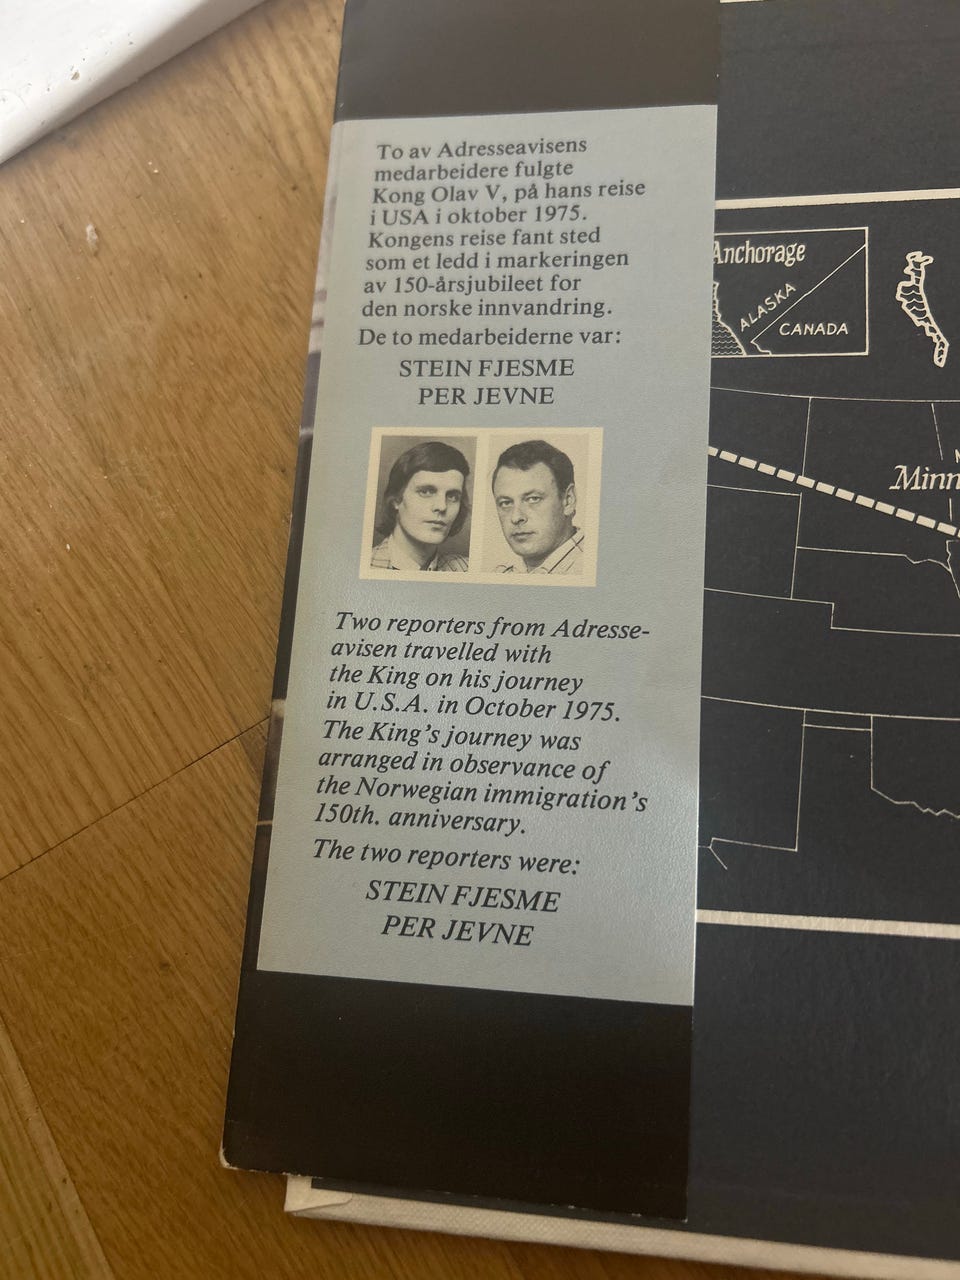 To av Adresseavisens
medarbeidere fulgte
Kong Olav V, på hans reise
i USA i oktober 1975.
Kongens reise fant sted
som et ledd i markeringen
av 150-årsjubileet for
den norske innvandring.
De to medarbeiderne var:
STEIN FJESME
PER JEVNE
Two reporters from Adresse-
avisen travelled with
the King on his journey
in U.S.A. in October 1975.
The King's journey was
arranged in observance of
the Norwegian immigration's
150th. anniversary.
The two reporters were:
STEIN FJESME
PER JEVNE
Anchorage
ALASKA
CANADA
Minn